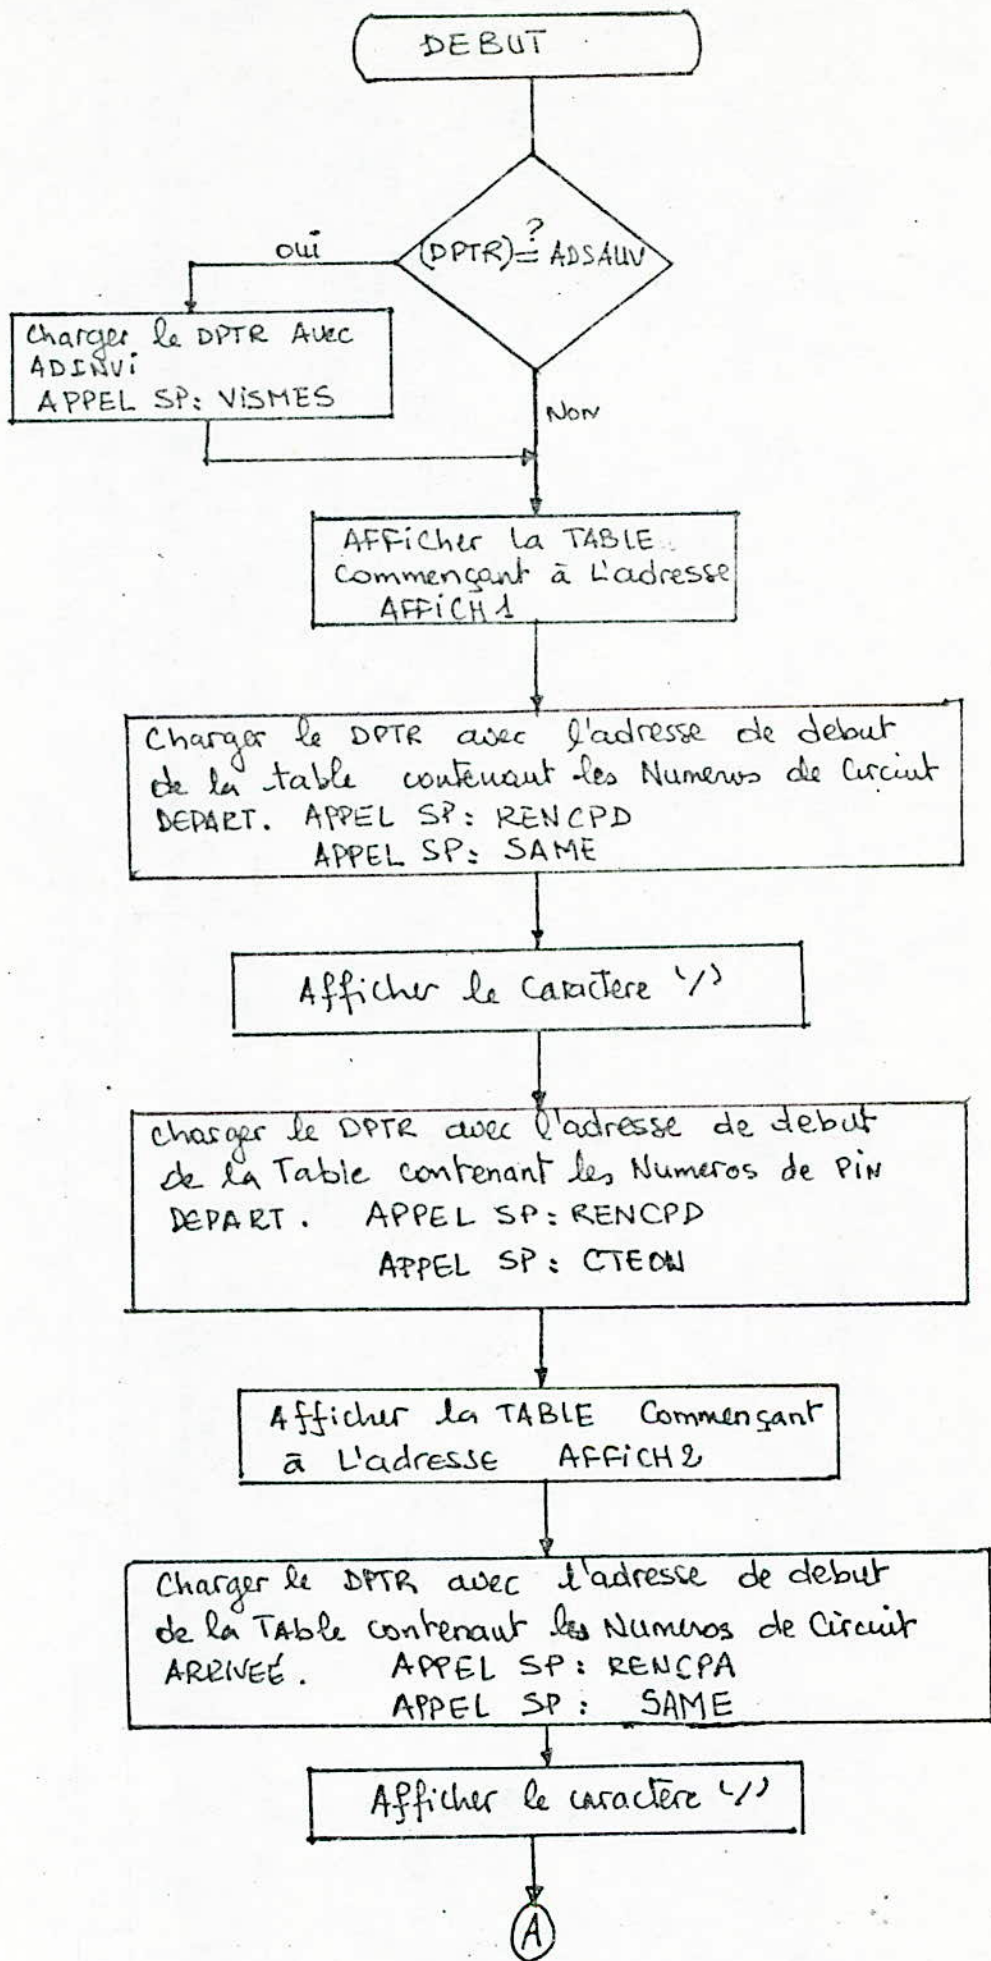 DEBUT
(DPTR) ?= ADSAUV
OUi
Charger le DPTR AVEC
ADINVi
APPEL SP: ViSMES
NON
AFFicher la TABLE
Commençant à L'adresse
AFFiCH1
Charger le DPTR avec l'adresse de debut
de la table contenant les Numeros de Circuit
DEPART. APPEL SP: RENCPD
APPEL SP: SAME
Afficher le Caractere '/'
charger le DPTR avec l'adresse de debut
de la Table contenant les Numeros de PiN
DEPART. APPEL SP: RENCPD
APPEL SP: CTEON
Afficher la TABLE Commençant
à L'adresse AFFiCH2
Charger le DPTR avec l'adresse de debut
de la TAble contenant les Numeros de Circuit
ARRIVEÉ. APPEL SP: RENCPA
APPEL SP: SAME
Afficher le caractère '/'
A